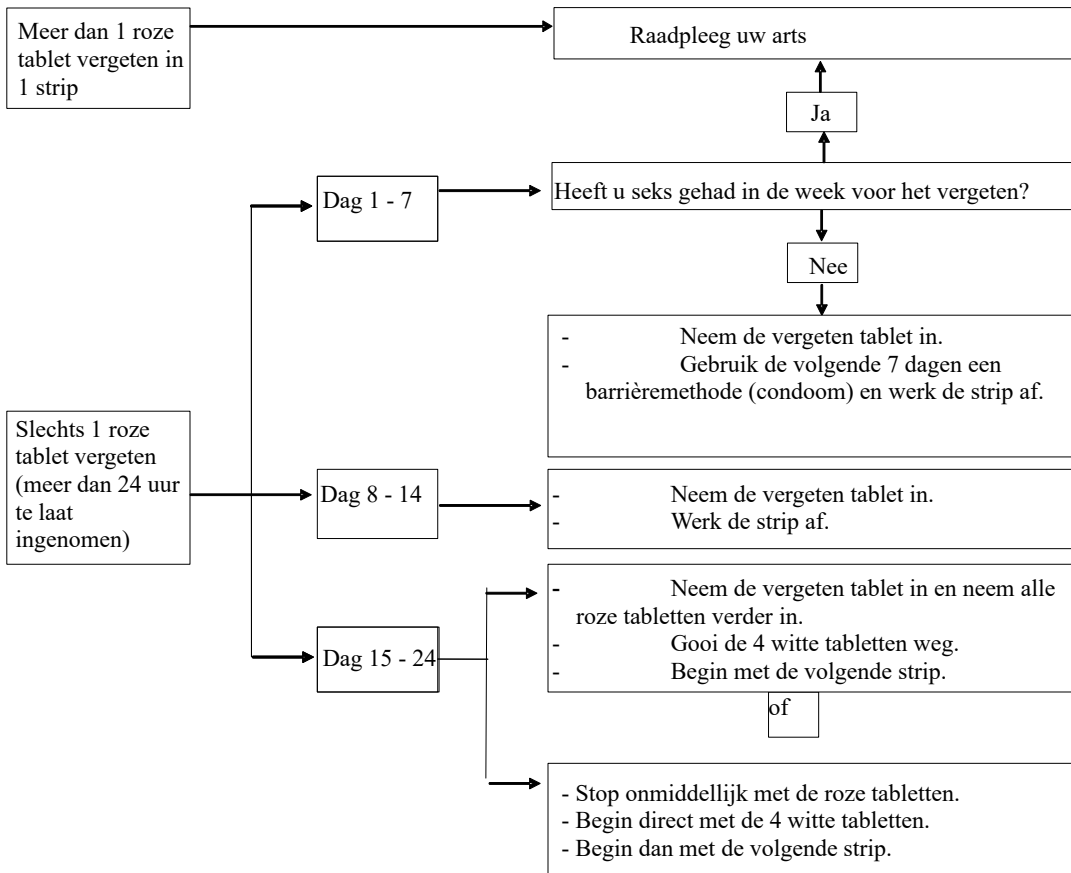 Meer dan 1 roze
tablet vergeten in
1 strip
Raadpleeg uw arts
Ja
Dag 1 - 7
Heeft u seks gehad in de week voor het vergeten?
Nee
- Neem de vergeten tablet in.
- Gebruik de volgende 7 dagen een
barrièremethode (condoom) en werk de strip af.
Slechts 1 roze
tablet vergeten
(meer dan 24 uur
te laat
ingenomen)
Dag 8 - 14
- Neem de vergeten tablet in.
- Werk de strip af.
Dag 15 - 24
- Neem de vergeten tablet in en neem alle
roze tabletten verder in.
- Gooi de 4 witte tabletten weg.
- Begin met de volgende strip.
of
- Stop onmiddellijk met de roze tabletten.
- Begin direct met de 4 witte tabletten.
- Begin dan met de volgende strip.